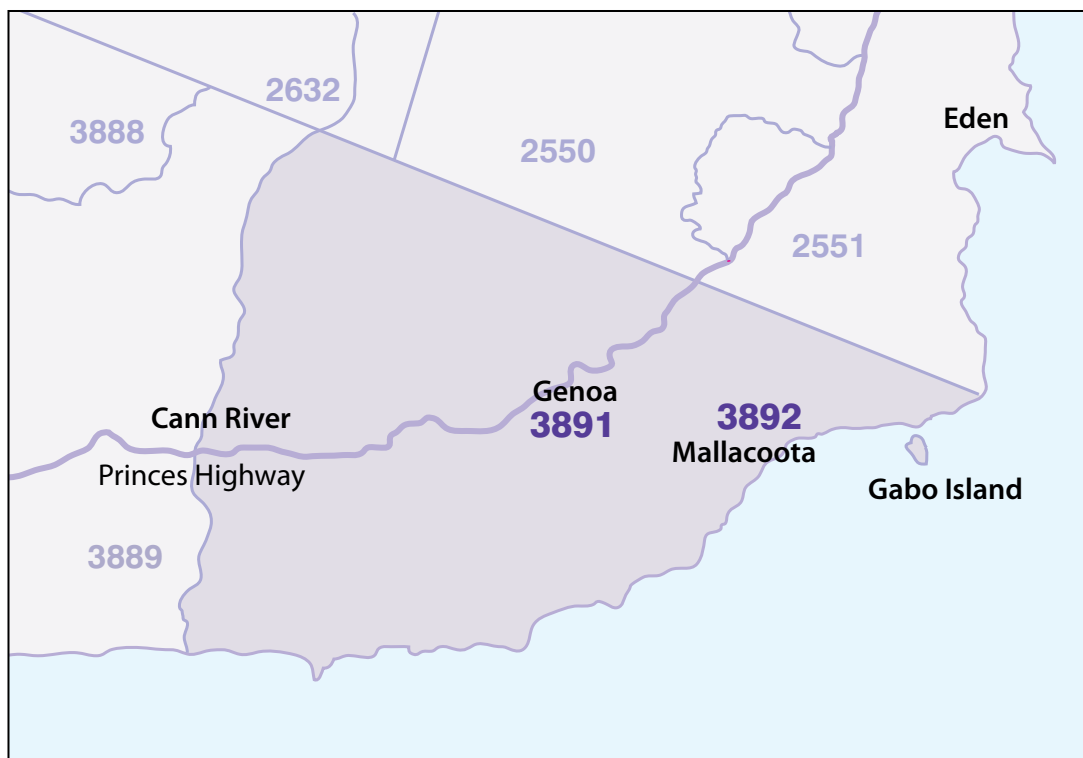 2632
Eden
3888
2550
2551
Genoa
3891
3892
Cann River
Mallacoota
Princes Highway
Gabo Island
3889